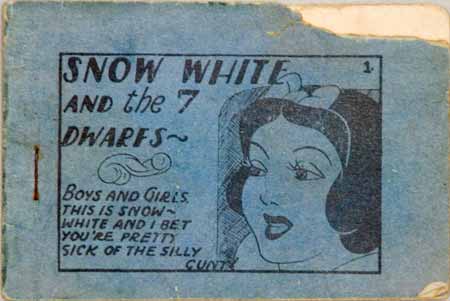 SNOW WHITE
1
AND the 7
DWARFS~
BOYS AND GIRLS
THIS IS SNOW~
WHITE AND I BET
YOU'RE PRETTY
SICK OF THE SILLY
CUNT